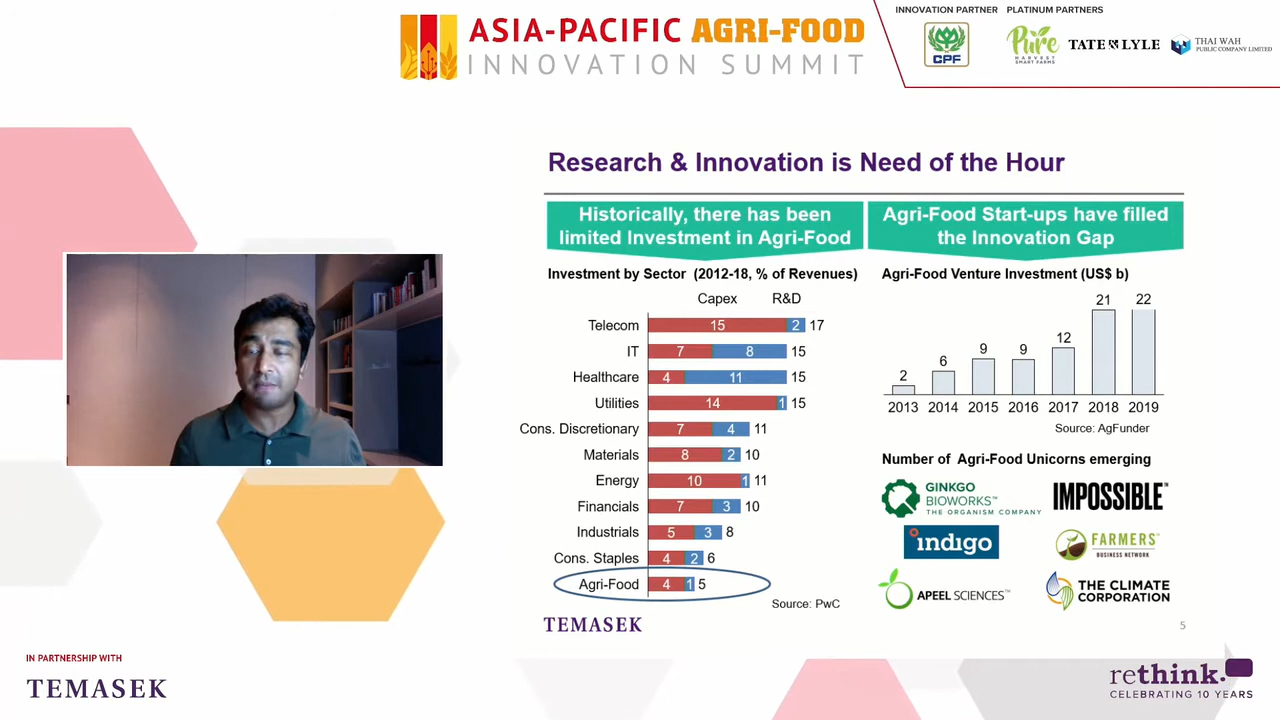 ASIA-PACIFIC AGRI-FOOD
INNOVATION SUMMIT
INNOVATION PARTNER
PLATINUM PARTNERS
CPF
Pure
HARVEST
SMART FARMS
TATE & LYLE
THAI WAH
PUBLIC COMPANY LIMITED
Research & Innovation is Need of the Hour
Historically, there has been
limited Investment in Agri-Food
Investment by Sector (2012-18, % of Revenues)
Capex R&D
Telecom 15 2 17
IT 7 8 15
Healthcare 4 11 15
Utilities 14 1 15
Cons. Discretionary 7 4 11
Materials 8 2 10
Energy 10 1 11
Financials 7 3 10
Industrials 5 3 8
Cons. Staples 4 2 6
Agri-Food 4 1 5
Source: PwC
Agri-Food Start-ups have filled
the Innovation Gap
Agri-Food Venture Investment (US$ b)
2 6 9 9 12 21 22
2013 2014 2015 2016 2017 2018 2019
Source: AgFunder
Number of Agri-Food Unicorns emerging
GINKGO
BIOWORKS™
THE ORGANISM COMPANY
IMPOSSIBLE™
indigo
FARMERS™
BUSINESS NETWORK
APEEL SCIENCES™
THE CLIMATE
CORPORATION
TEMASEK
5
IN PARTNERSHIP WITH
TEMASEK
rethink.
CELEBRATING 10 YEARS